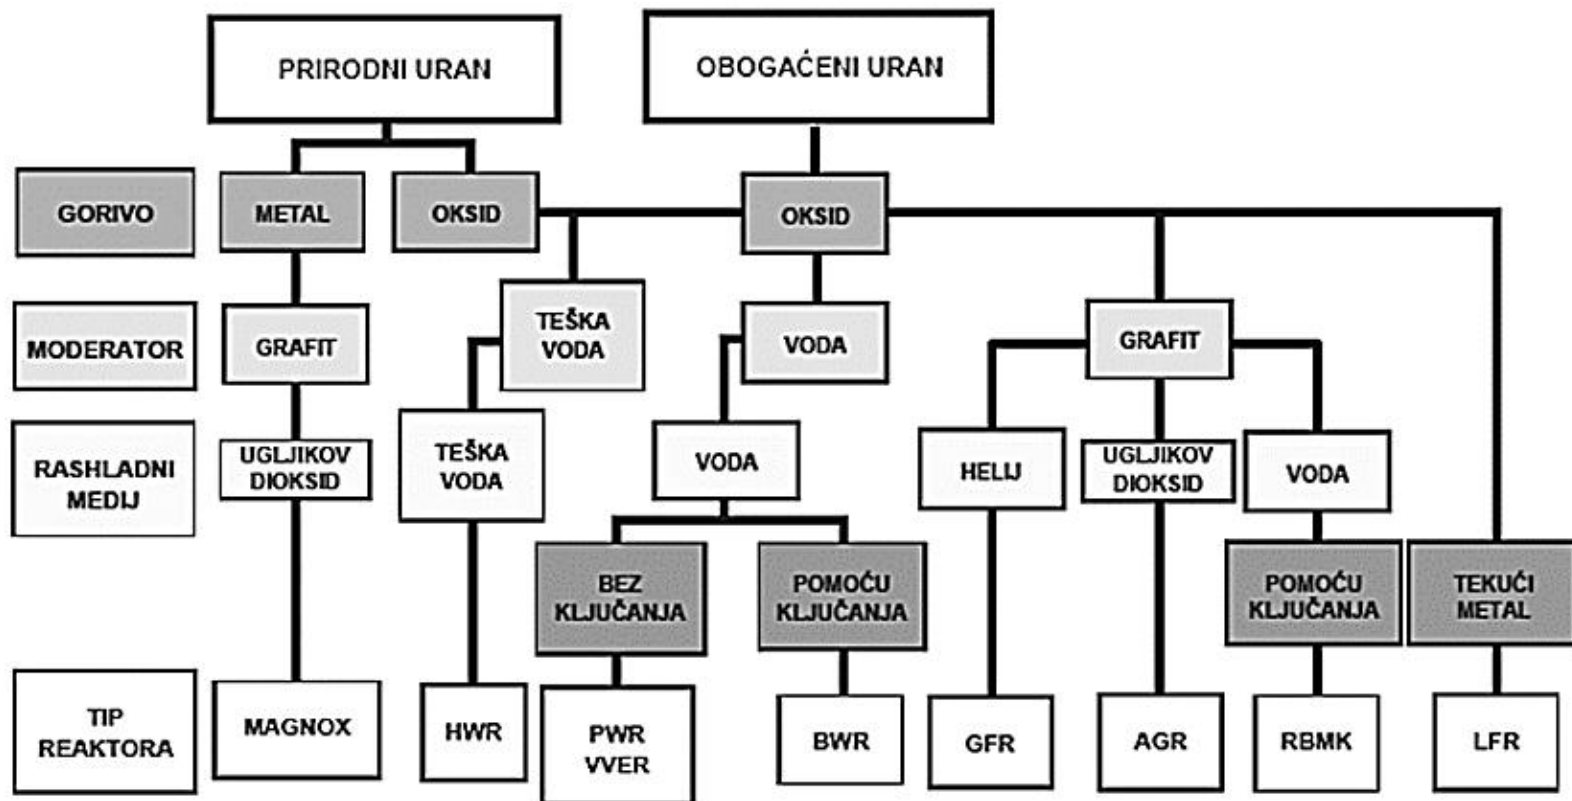 PRIRODNI URAN
OBOGAĆENI URAN
GORIVO
METAL
OKSID
OKSID
MODERATOR
GRAFIT
TEŠKA
VODA
VODA
GRAFIT
RASHLADNI
MEDIJ
UGLJIKOV
DIOKSID
TEŠKA
VODA
VODA
HELIJ
UGLJIKOV
DIOKSID
VODA
BEZ
KLJUČANJA
POMOĆU
KLJUČANJA
POMOĆU
KLJUČANJA
TEKUĆI
METAL
TIP
REAKTORA
MAGNOX
HWR
PWR
VVER
BWR
GFR
AGR
RBMK
LFR